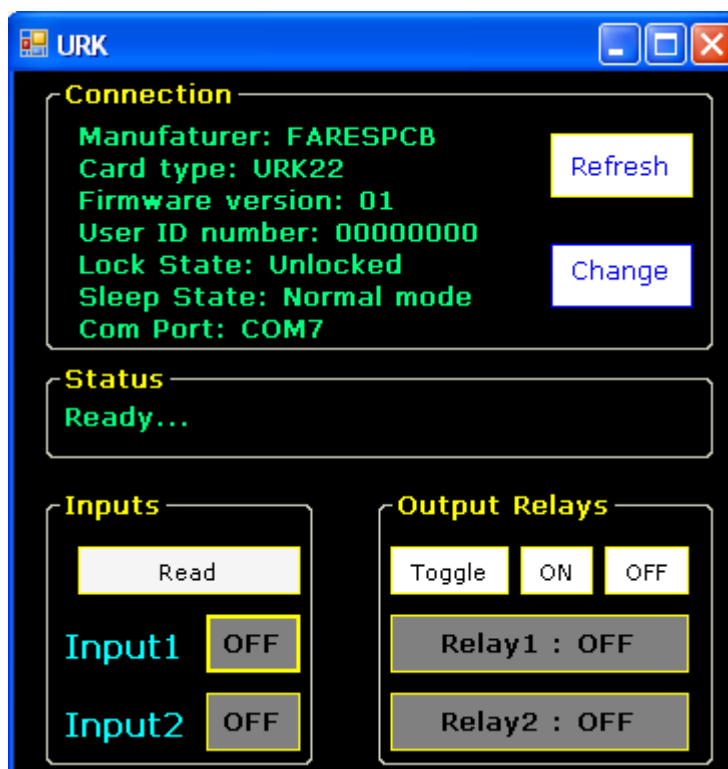 URK
Connection
Manufaturer: FARESPCB
Card type: URK22
Firmware version: 01
User ID number: 00000000
Lock State: Unlocked
Sleep State: Normal mode
Com Port: COM7
Refresh
Change
Status
Ready...
Inputs
Read
Input1 OFF
Input2 OFF
Output Relays
Toggle ON OFF
Relay1 : OFF
Relay2 : OFF